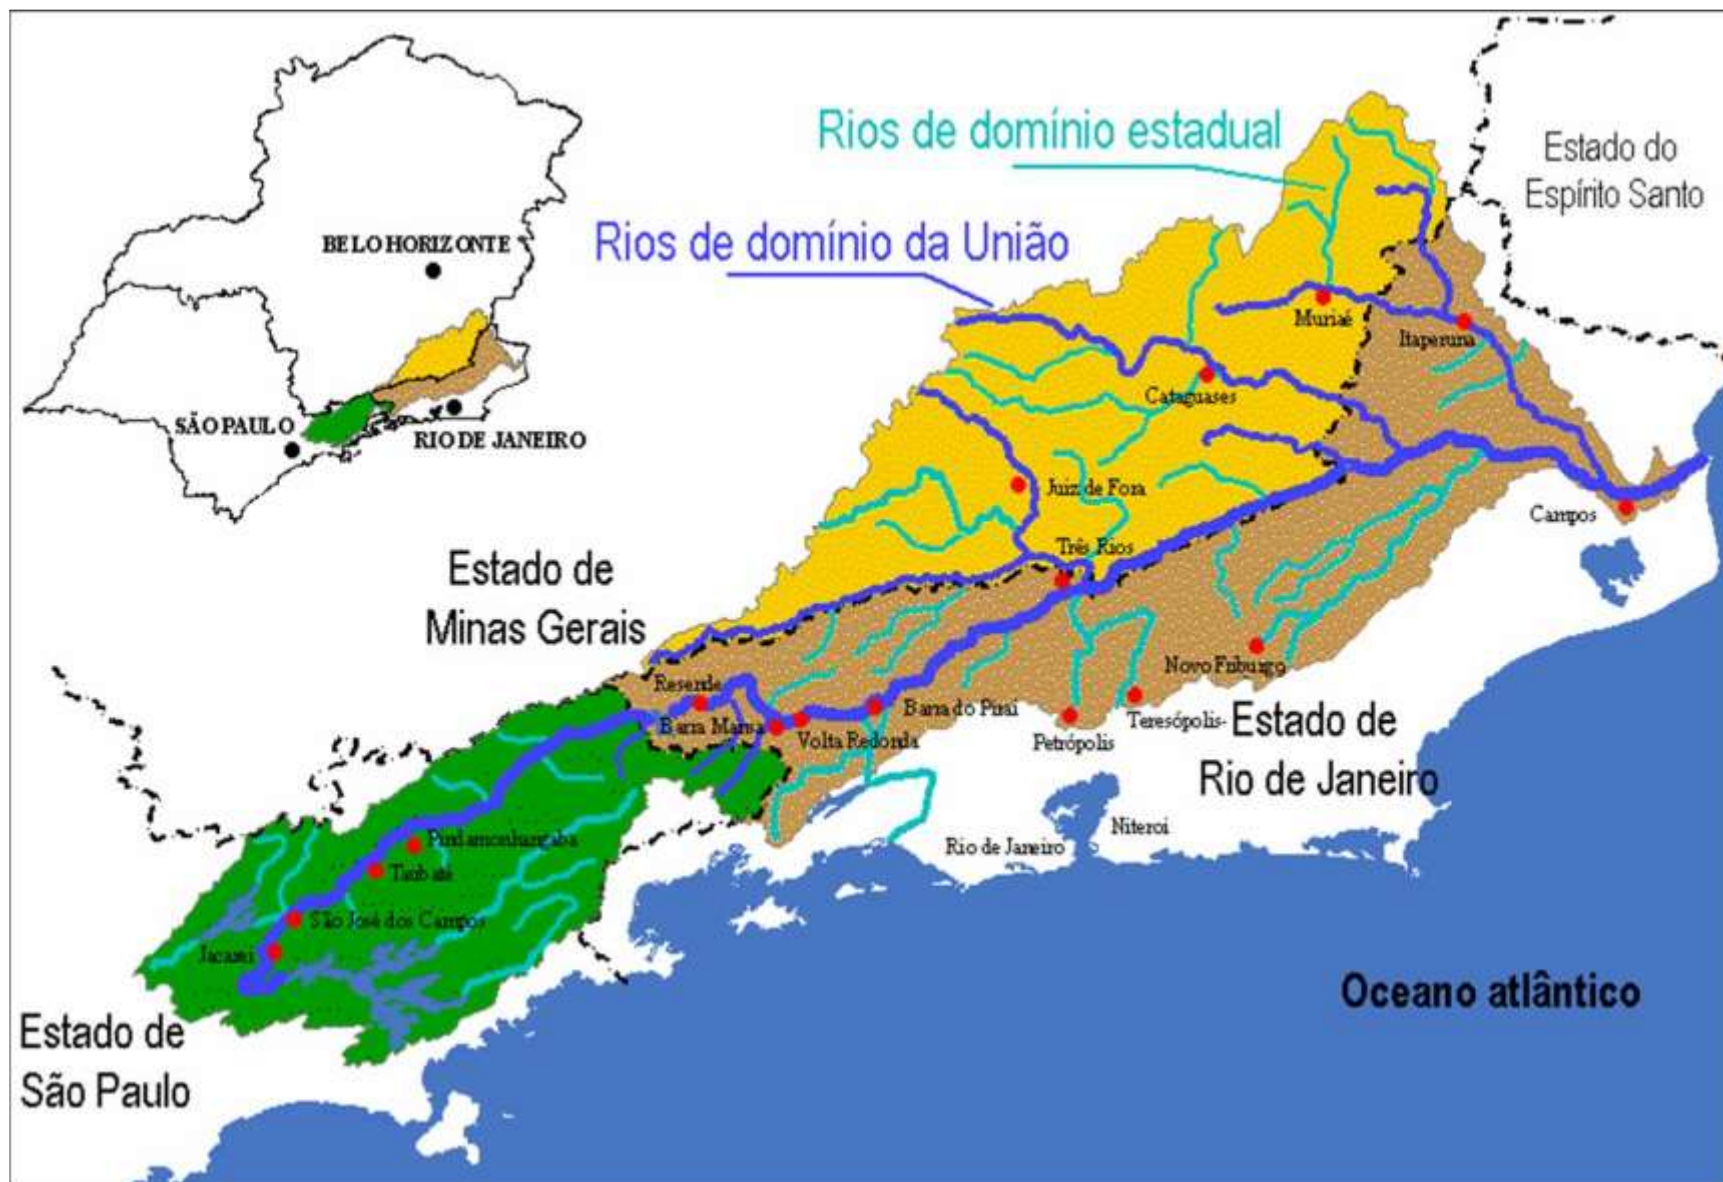 Rios de domínio estadual
Estado do
Espírito Santo
Rios de domínio da União
BELO HORIZONTE
SÃO PAULO
RIO DE JANEIRO
Muriaé
Itaperuna
Cataguases
Juiz de Fora
Campos
Três Rios
Estado de
Minas Gerais
Novo Friburgo
Resende
Barra Mansa
Volta Redonda
Barra do Piraí
Petrópolis
Teresópolis-
Estado de
Rio de Janeiro
Niteroi
Rio de Janeiro
Pindamonhangaba
Taubaté
São José dos Campos
Jacareí
Oceano atlântico
Estado de
São Paulo